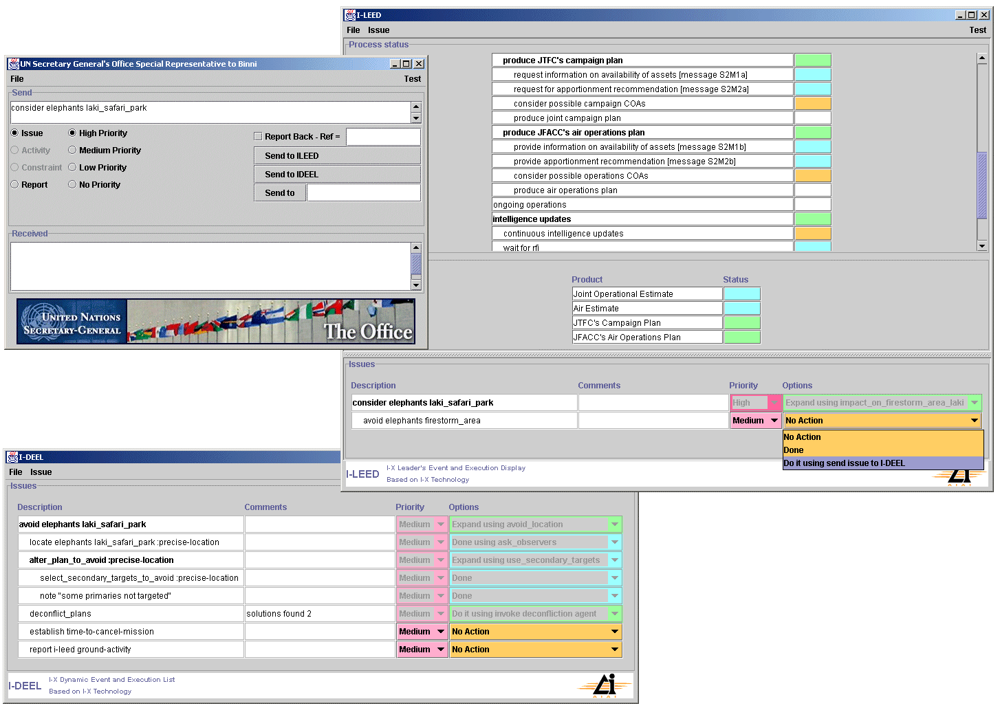 I-LEED
File Issue Test
Process status
produce JTFC's campaign plan
request information on availability of assets [message S2M1a]
request for apportionment recommendation [message S2M2a]
consider possible campaign COAs
produce joint campaign plan
produce JFACC's air operations plan
provide information on availability of assets [message S2M1b]
provide apportionment recommendation [message S2M2b]
consider possible operations COAs
produce air operations plan
ongoing operations
intelligence updates
continuous intelligence updates
wait for rfi
Product Status
Joint Operational Estimate
Air Estimate
JTFC's Campaign Plan
JFACC's Air Operations Plan
Issues
Description Comments Priority Options
consider elephants laki_safari_park High Expand using impact_on_firestorm_area_laki
avoid elephants firestorm_area Medium No Action
No Action
Done
Do it using send issue to I-DEEL
I-LEED I-X Leader's Event and Execution Display
Based on I-X Technology
AIAI
UN Secretary General's Office Special Representative to Binni
File Test
Send
consider elephants laki_safari_park
Issue High Priority Report Back - Ref =
Activity Medium Priority Send to ILEED
Constraint Low Priority Send to IDEEL
Report No Priority Send to
Received
UNITED NATIONS
SECRETARY-GENERAL The Office
I-DEEL
File Issue
Issues
Description Comments Priority Options
avoid elephants laki_safari_park Medium Expand using avoid_location
locate elephants laki_safari_park :precise-location Medium Done using ask_observers
alter_plan_to_avoid :precise-location Medium Expand using use_secondary_targets
select_secondary_targets_to_avoid :precise-location Medium Done
note "some primaries not targeted" Medium Done
deconflict_plans solutions found 2 Medium Do it using invoke deconfliction agent
establish time-to-cancel-mission Medium No Action
report i-leed ground-activity Medium No Action
I-DEEL I-X Dynamic Event and Execution List
Based on I-X Technology
AIAI